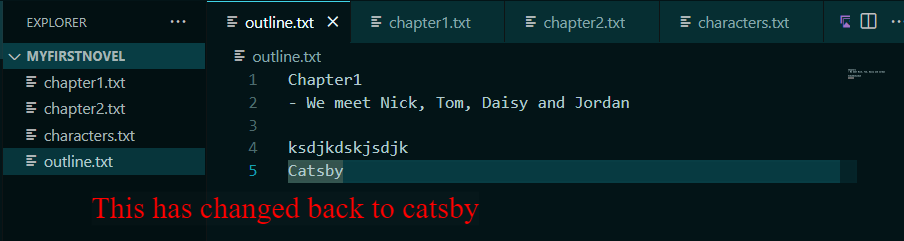 EXPLORER
MYFIRSTNOVEL
chapter1.txt
chapter2.txt
characters.txt
outline.txt
outline.txt
chapter1.txt
chapter2.txt
characters.txt
outline.txt
1 Chapter1
2 - We meet Nick, Tom, Daisy and Jordan
3
4 ksdjkdskjsdjk
5 Catsby
This has changed back to catsby